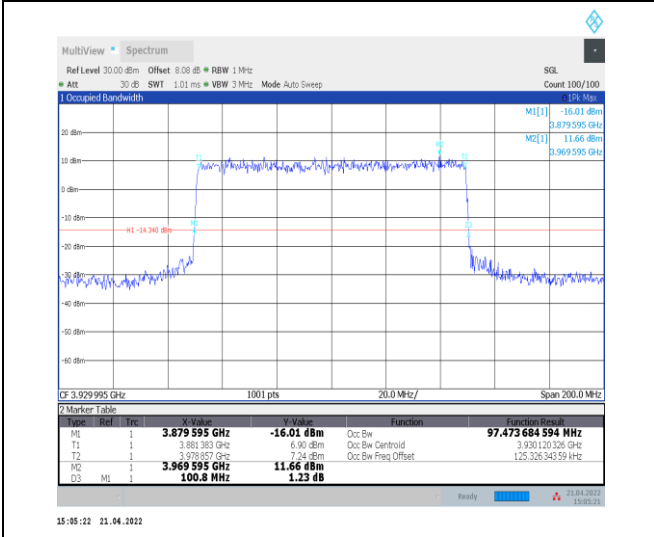 MultiView Spectrum
Ref Level 30.00 dBm Offset 8.08 dB RBW 1 MHz SGL
Att 30 dB SWT 1.01 ms VBW 3 MHz Mode Auto Sweep Count 100/100
1 Occupied Bandwidth 1Pk Max
M1[1] -16.01 dBm
3.879 595 GHz
M2[1] 11.66 dBm
3.969 595 GHz
20 dBm
10 dBm
0 dBm
-10 dBm
-20 dBm
-30 dBm
-40 dBm
-50 dBm
-60 dBm
T1
M2
M1
H1 -14.340 dBm
CF 3.929 995 GHz 1001 pts 20.0 MHz/ Span 200.0 MHz
2 Marker Table
Type Ref Trc X-Value Y-Value Function Function Result
M1 1 3.879 595 GHz -16.01 dBm Occ Bw 97.473 684 594 MHz
T1 1 3.881 383 GHz 6.90 dBm Occ Bw Centroid 3.930 120 326 GHz
T2 1 3.978 857 GHz 7.24 dBm Occ Bw Freq Offset 125.326 343 59 kHz
M2 1 3.969 595 GHz 11.66 dBm
D3 M1 1 100.8 MHz 1.23 dB
Ready 21.04.2022
15:05:21
15:05:22 21.04.2022